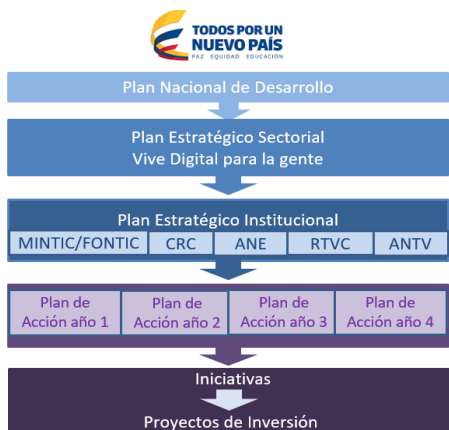 TODOS POR UN
NUEVO PAÍS
PAZ EQUIDAD EDUCACIÓN
Plan Nacional de Desarrollo
Plan Estratégico Sectorial
Vive Digital para la gente
Plan Estratégico Institucional
MINTIC/FONTIC CRC ANE RTVC ANTV
Plan de
Acción año 1
Plan de
Acción año 2
Plan de
Acción año 3
Plan de
Acción año 4
Iniciativas
Proyectos de Inversión